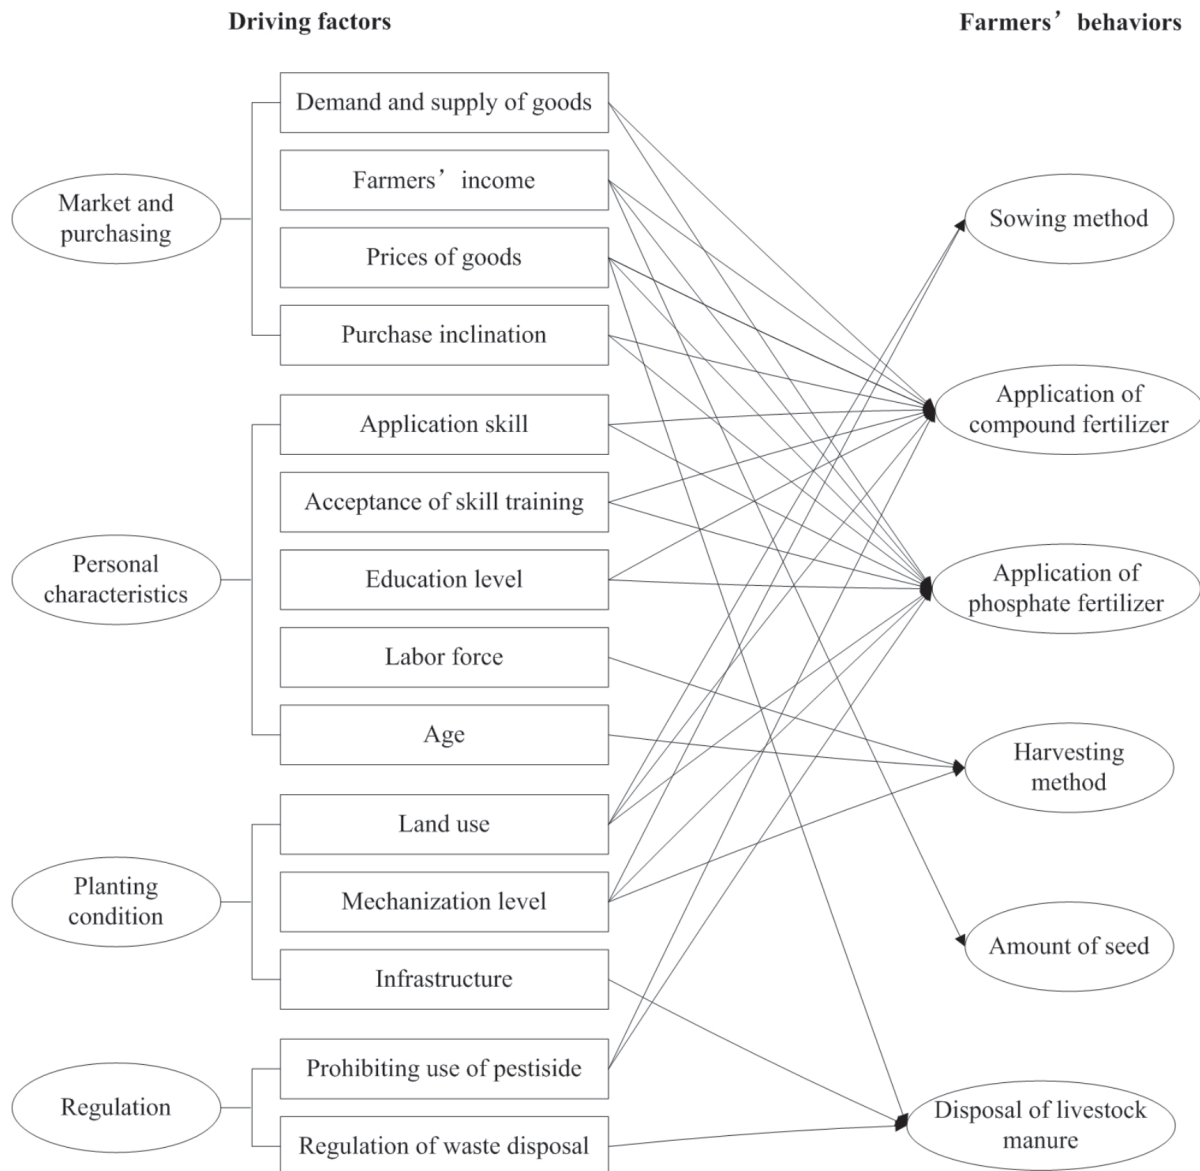 Driving factors
Farmers’ behaviors
Market and
purchasing
Demand and supply of goods
Farmers’ income
Prices of goods
Purchase inclination
Personal
characteristics
Application skill
Acceptance of skill training
Education level
Labor force
Age
Planting
condition
Land use
Mechanization level
Infrastructure
Regulation
Prohibiting use of pestiside
Regulation of waste disposal
Sowing method
Application of
compound fertilizer
Application of
phosphate fertilizer
Harvesting
method
Amount of seed
Disposal of livestock
manure